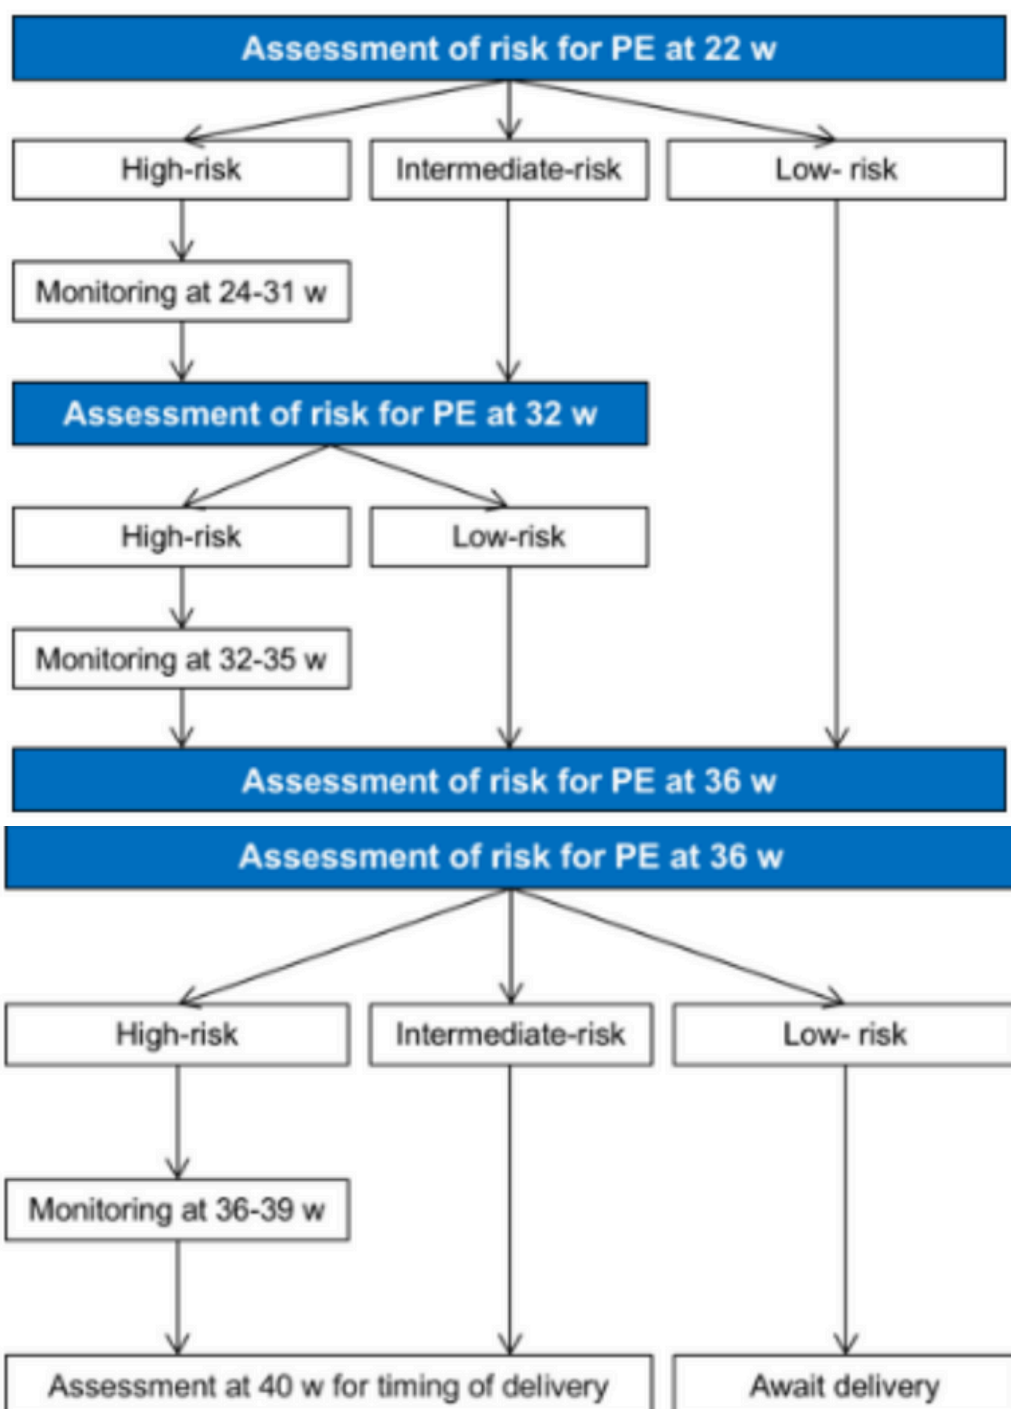 Assessment of risk for PE at 22 w
High-risk
Intermediate-risk
Low- risk
Monitoring at 24-31 w
Assessment of risk for PE at 32 w
High-risk
Low-risk
Monitoring at 32-35 w
Assessment of risk for PE at 36 w
Assessment of risk for PE at 36 w
High-risk
Intermediate-risk
Low- risk
Monitoring at 36-39 w
Assessment at 40 w for timing of delivery
Await delivery